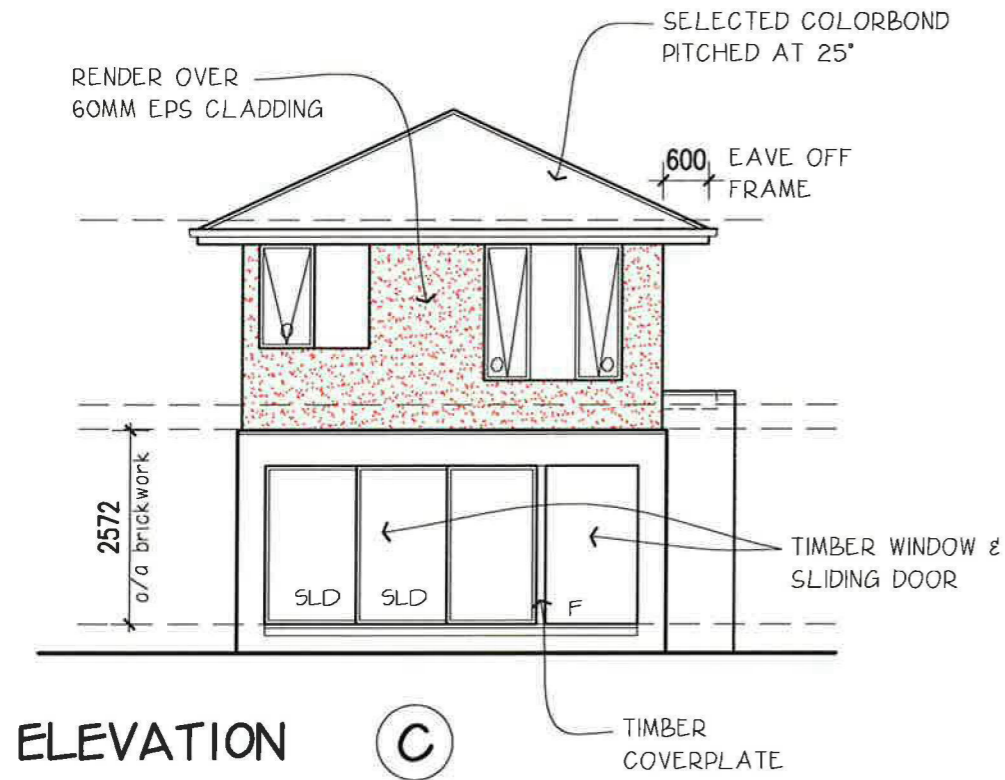 SELECTED COLORBOND
PITCHED AT 25°
RENDER OVER
60MM EPS CLADDING
600
EAVE OFF
FRAME
2572
o/a brickwork
SLD
SLD
F
TIMBER WINDOW &
SLIDING DOOR
TIMBER
COVERPLATE
ELEVATION
C